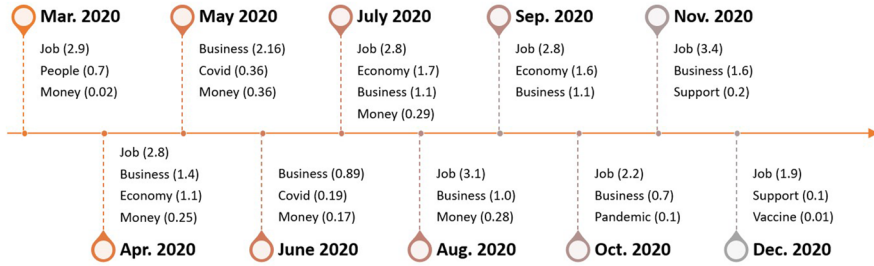 Mar. 2020
Job (2.9)
People (0.7)
Money (0.02)
May 2020
Business (2.16)
Covid (0.36)
Money (0.36)
July 2020
Job (2.8)
Economy (1.7)
Business (1.1)
Money (0.29)
Sep. 2020
Job (2.8)
Economy (1.6)
Business (1.1)
Nov. 2020
Job (3.4)
Business (1.6)
Support (0.2)
Job (2.8)
Business (1.4)
Economy (1.1)
Money (0.25)
Apr. 2020
Business (0.89)
Covid (0.19)
Money (0.17)
June 2020
Job (3.1)
Business (1.0)
Money (0.28)
Aug. 2020
Job (2.2)
Business (0.7)
Pandemic (0.1)
Oct. 2020
Job (1.9)
Support (0.1)
Vaccine (0.01)
Dec. 2020